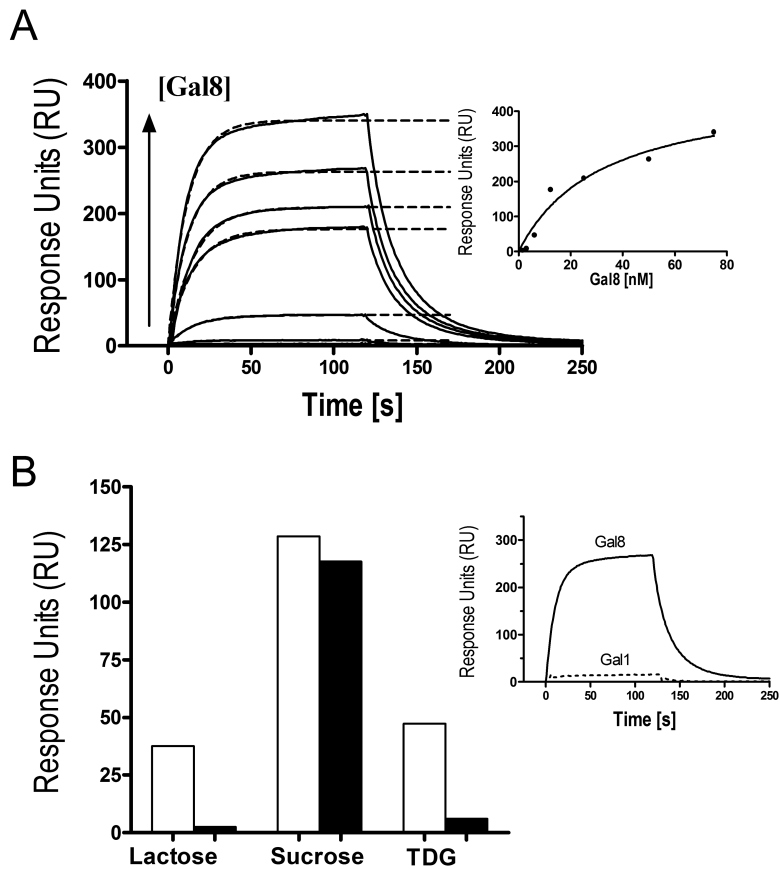 A
[Gal8]
Response Units (RU)
400
300
200
100
0
0 50 100 150 200 250
Time [s]
Response Units (RU)
400
300
200
100
0
0 20 40 60 80
Gal8 [nM]
B
Response Units (RU)
150
125
100
75
50
25
0
Lactose Sucrose TDG
Response Units (RU)
300
200
100
0
Gal8
Gal1
0 50 100 150 200 250
Time [s]